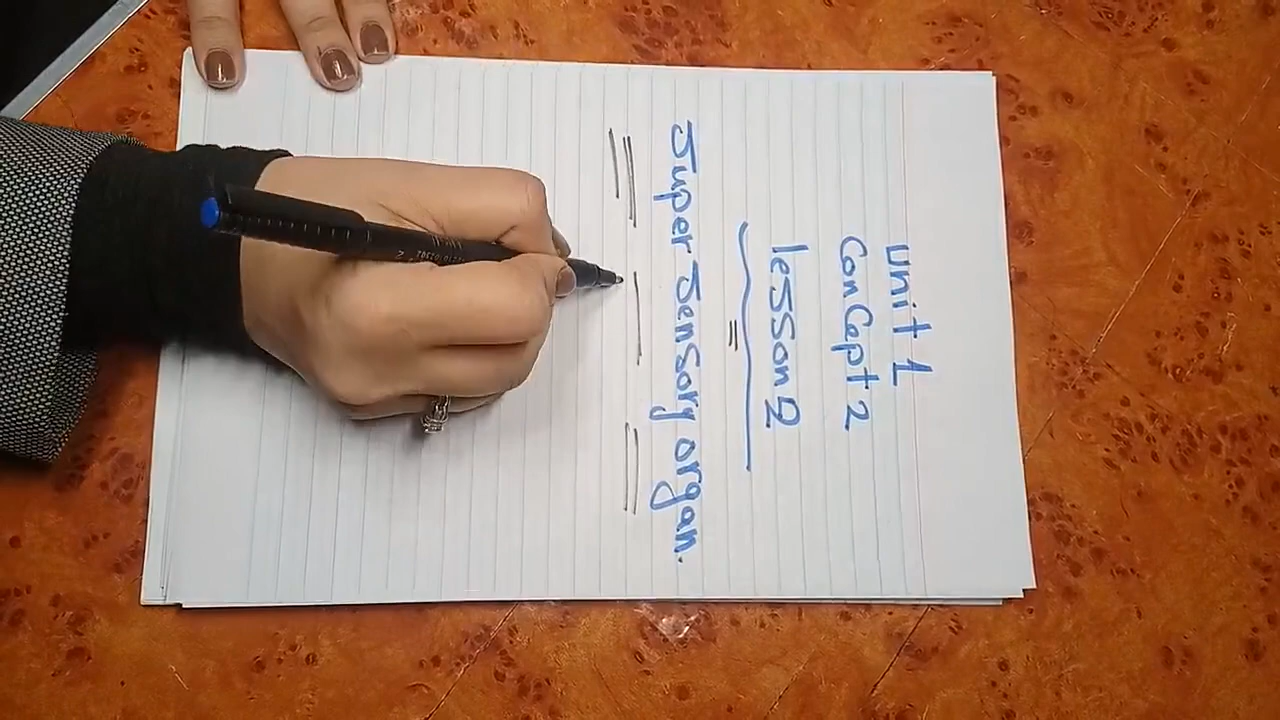 Unit 1
ConCept 2
lesson 2
Super Sensory organ.